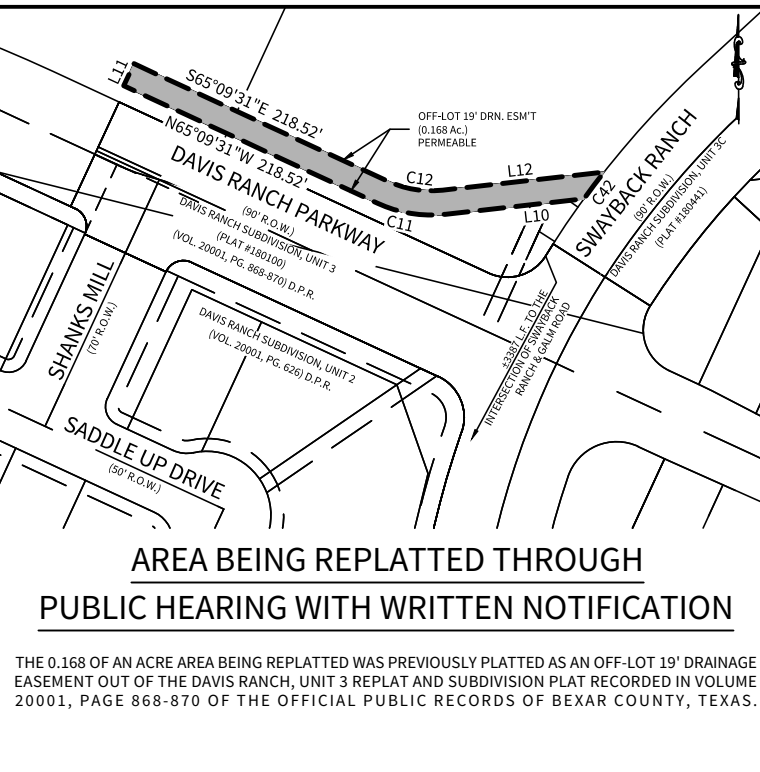 L11
S65°09'31"E 218.52'
N65°09'31"W 218.52'
OFF-LOT 19' DRN. ESM'T
(0.168 Ac.)
PERMEABLE
C12
L12
C11
L10
C42
DAVIS RANCH PARKWAY
(90' R.O.W.)
DAVIS RANCH SUBDIVISION, UNIT 3
(PLAT #180100)
(VOL. 20001, PG. 868-870) D.P.R.
SWAYBACK RANCH
(90' R.O.W.)
DAVIS RANCH SUBDIVISION, UNIT 3C
(PLAT #180441)
SHANKS MILL
(70' R.O.W.)
DAVIS RANCH SUBDIVISION, UNIT 2
(VOL. 20001, PG. 626) D.P.R.
±3387 L.F. TO THE
INTERSECTION OF SWAYBACK
RANCH & GALM ROAD
SADDLE UP DRIVE
(50' R.O.W.)
AREA BEING REPLATTED THROUGH
PUBLIC HEARING WITH WRITTEN NOTIFICATION
THE 0.168 OF AN ACRE AREA BEING REPLATTED WAS PREVIOUSLY PLATTED AS AN OFF-LOT 19' DRAINAGE
EASEMENT OUT OF THE DAVIS RANCH, UNIT 3 REPLAT AND SUBDIVISION PLAT RECORDED IN VOLUME
20001, PAGE 868-870 OF THE OFFICIAL PUBLIC RECORDS OF BEXAR COUNTY, TEXAS.